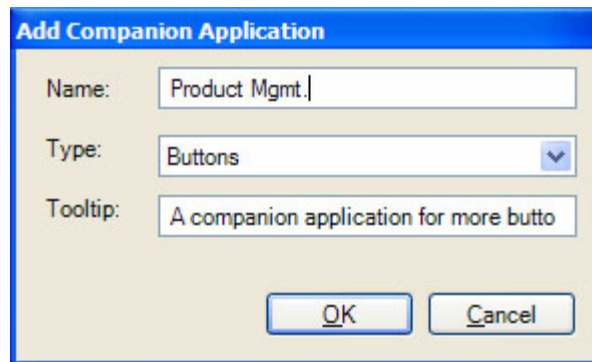 Add Companion Application
Name: Product Mgmt.
Type: Buttons
Tooltip: A companion application for more butto
OK Cancel